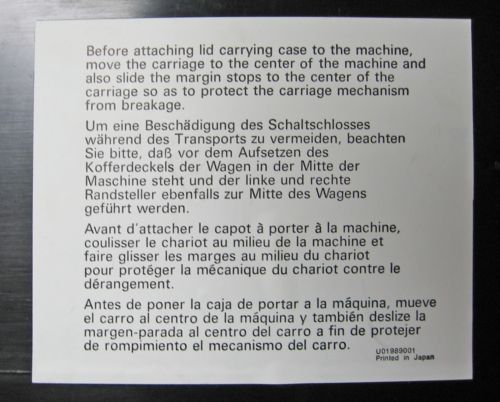 Before attaching lid carrying case to the machine,
move the carriage to the center of the machine and
also slide the margin stops to the center of the
carriage so as to protect the carriage mechanism
from breakage.
Um eine Beschädigung des Schaltschlosses
während des Transports zu vermeiden, beachten
Sie bitte, daß vor dem Aufsetzen des
Kofferdeckels der Wagen in der Mitte der
Maschine steht und der linke und rechte
Randsteller ebenfalls zur Mitte des Wagens
geführt werden.
Avant d'attacher le capot à porter à la machine,
coulisser le chariot au milieu de la machine et
faire glisser les marges au milieu du chariot
pour protéger la mécanique du chariot contre le
dérangement.
Antes de poner la caja de portar a la máquina, mueve
el carro al centro de la máquina y también deslize la
margen-parada al centro del carro a fin de protejer
de rompimiento el mecanismo del carro.
U01989001
Printed in Japan